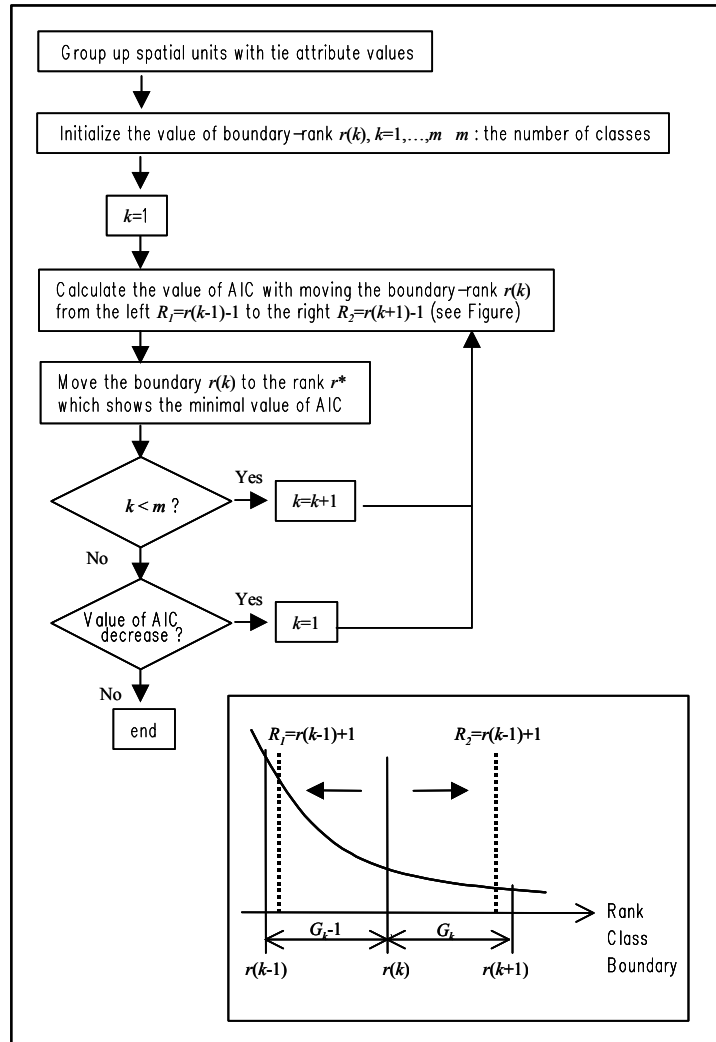 Group up spatial units with tie attribute values
Initialize the value of boundary-rank r(k), k=1,...,m m : the number of classes
k=1
Calculate the value of AIC with moving the boundary-rank r(k)
from the left R₁=r(k-1)-1 to the right R₂=r(k+1)-1 (see Figure)
Move the boundary r(k) to the rank r*
which shows the minimal value of AIC
k < m ?
Yes
k=k+1
No
Value of AIC
decrease ?
Yes
k=1
No
end
R₁=r(k-1)+1
R₂=r(k-1)+1
Rank
Gₖ-1
Gₖ
Class
r(k-1)
r(k)
r(k+1)
Boundary